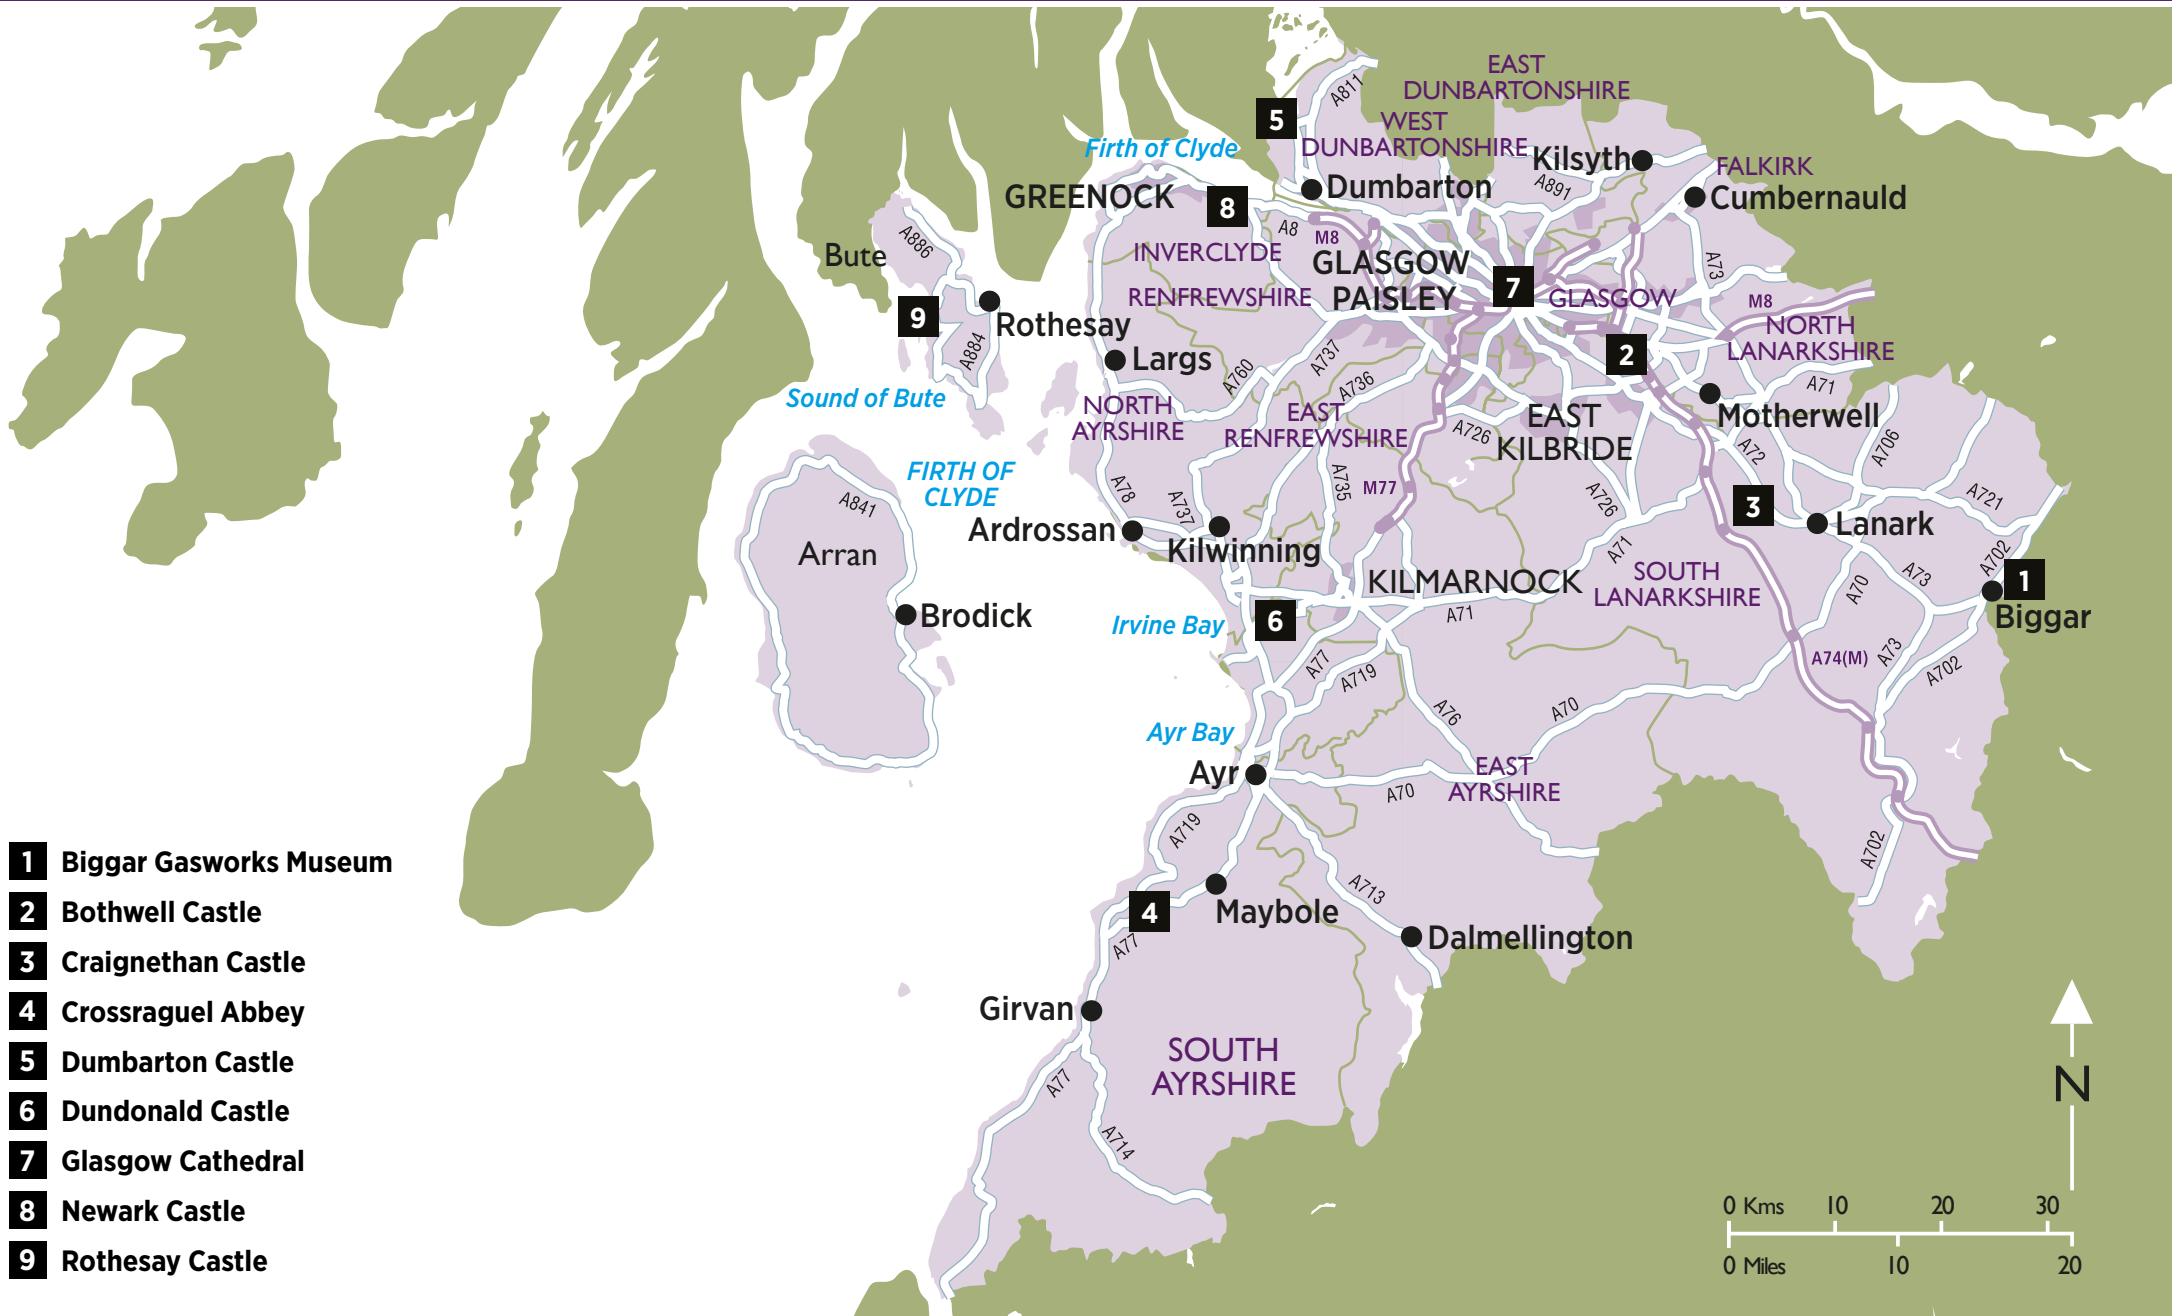 EAST
DUNBARTONSHIRE
A811
5
WEST
DUNBARTONSHIRE
Firth of Clyde
Kilsyth
FALKIRK
A891
GREENOCK
8
Dumbarton
Cumbernauld
A8
M8
A886
Bute
INVERCLYDE
GLASGOW
A73
RENFREWSHIRE
PAISLEY
7
GLASGOW
M8
9
Rothesay
NORTH
LANARKSHIRE
A884
Largs
A737
2
A760
A736
A71
Sound of Bute
NORTH
AYRSHIRE
EAST
RENFREWSHIRE
A726
EAST
KILBRIDE
Motherwell
A72
A706
FIRTH OF
CLYDE
A841
A78
A737
A735
M77
A726
3
A721
Ardrossan
Kilwinning
Lanark
Arran
A71
A702
KILMARNOCK
SOUTH
LANARKSHIRE
A70
A73
1
Brodick
Irvine Bay
6
A71
Biggar
A77
A719
A74(M)
A73
A702
A76
A70
Ayr Bay
Ayr
EAST
AYRSHIRE
A70
A719
A702
A713
4
Maybole
A77
Dalmellington
Girvan
SOUTH
AYRSHIRE
A77
A714
N
0 Kms 10 20 30
0 Miles 10 20
1 Biggar Gasworks Museum
2 Bothwell Castle
3 Craignethan Castle
4 Crossraguel Abbey
5 Dumbarton Castle
6 Dundonald Castle
7 Glasgow Cathedral
8 Newark Castle
9 Rothesay Castle